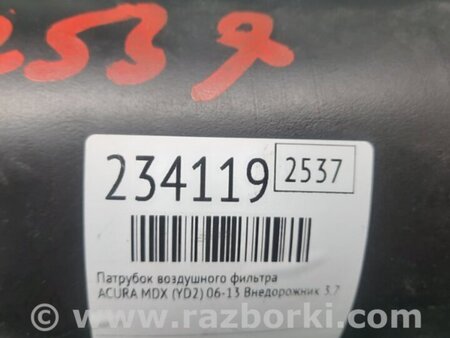 2539
234119 2537
Патрубок воздушного фильтра
ACURA MDX (YD2) 06-13 Внедорожник 3.7
www.razborki.com